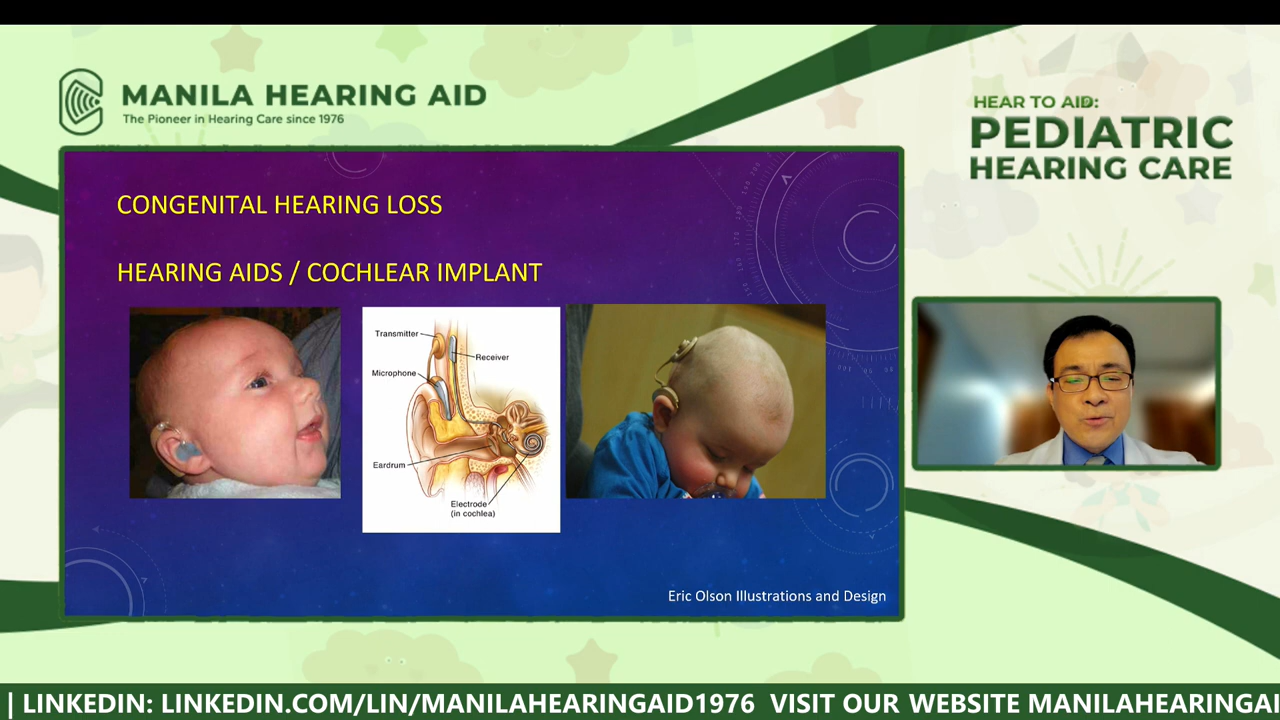 MANILA HEARING AID
The Pioneer in Hearing Care since 1976
HEAR TO AID:
PEDIATRIC
HEARING CARE
CONGENITAL HEARING LOSS
HEARING AIDS / COCHLEAR IMPLANT
Transmitter
Receiver
Microphone
Eardrum
Electrode
(in cochlea)
Eric Olson Illustrations and Design
| LINKEDIN: LINKEDIN.COM/LIN/MANILAHEARINGAID1976 VISIT OUR WEBSITE MANILAHEARINGAI